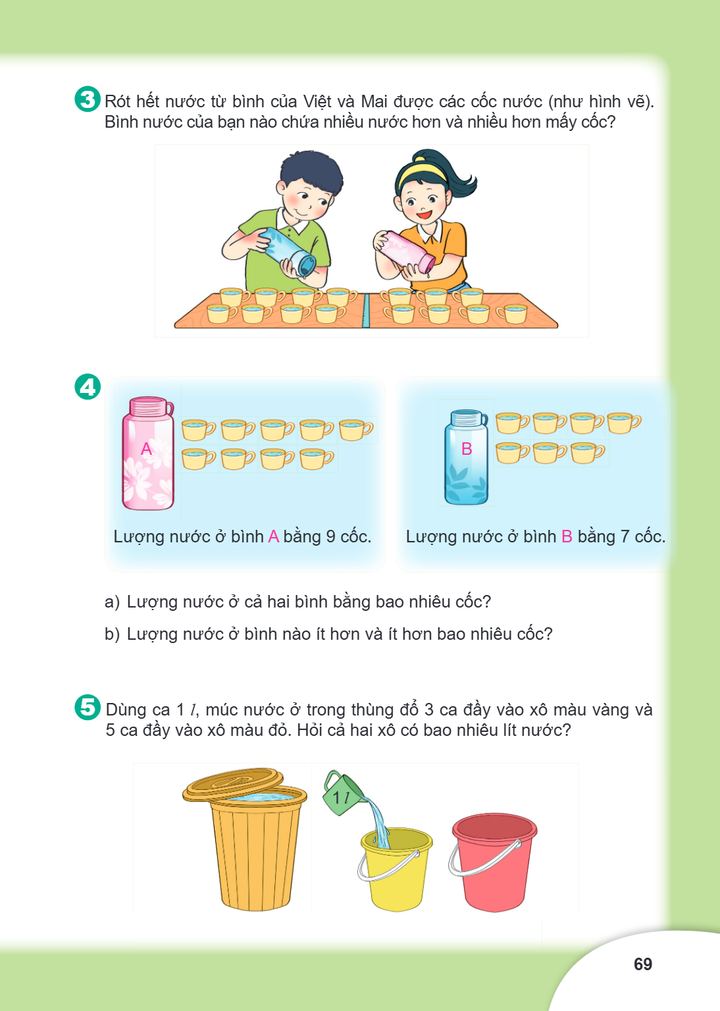 3 Rót hết nước từ bình của Việt và Mai được các cốc nước (như hình vẽ).
Bình nước của bạn nào chứa nhiều nước hơn và nhiều hơn mấy cốc?
4
A
B
Lượng nước ở bình A bằng 9 cốc.
Lượng nước ở bình B bằng 7 cốc.
a) Lượng nước ở cả hai bình bằng bao nhiêu cốc?
b) Lượng nước ở bình nào ít hơn và ít hơn bao nhiêu cốc?
5 Dùng ca 1 l, múc nước ở trong thùng đổ 3 ca đầy vào xô màu vàng và
5 ca đầy vào xô màu đỏ. Hỏi cả hai xô có bao nhiêu lít nước?
1 l
69